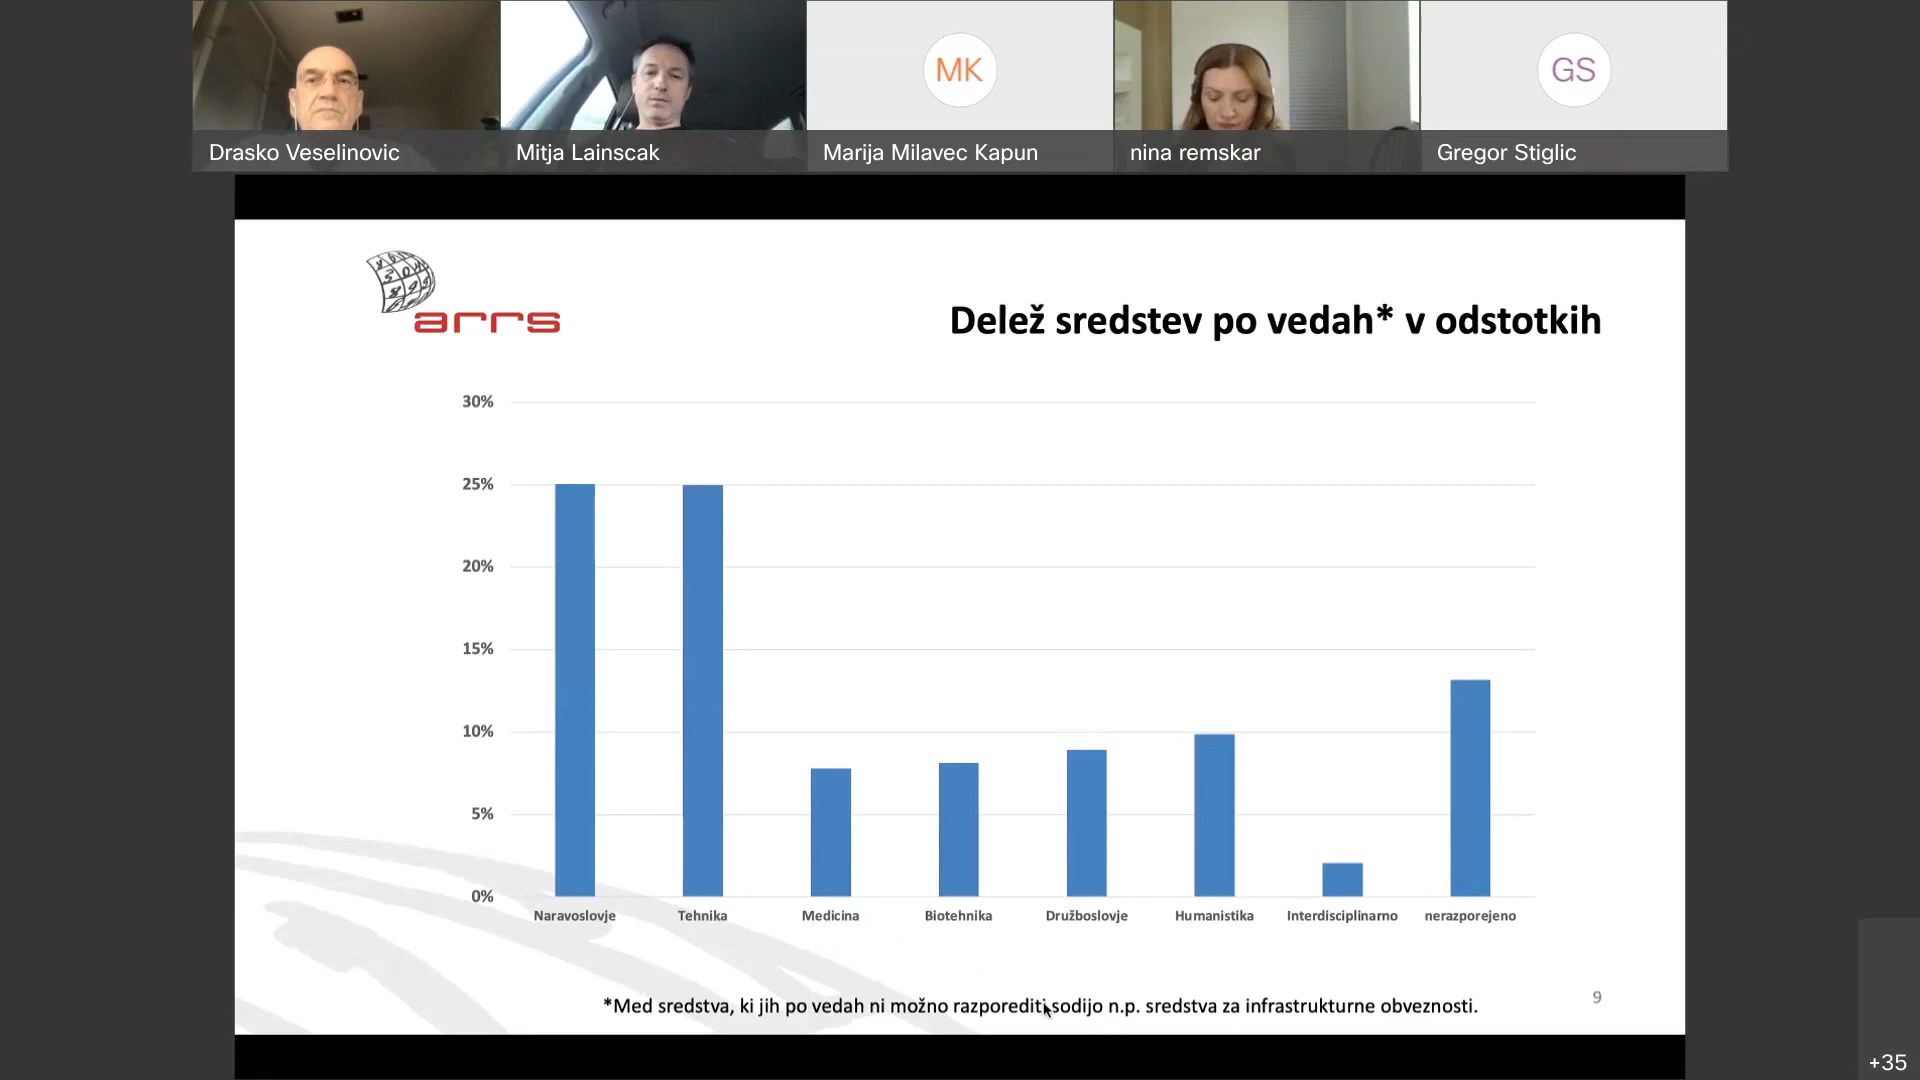 MK
GS
Drasko Veselinovic
Mitja Lainscak
Marija Milavec Kapun
nina remskar
Gregor Stiglic
arrs
Delež sredstev po vedah* v odstotkih
30%
25%
20%
15%
10%
5%
0%
Naravoslovje
Tehnika
Medicina
Biotehnika
Družboslovje
Humanistika
Interdisciplinarno
nerazporejeno
*Med sredstva, ki jih po vedah ni možno razporediti sodijo n.p. sredstva za infrastrukturne obveznosti.
9
+35